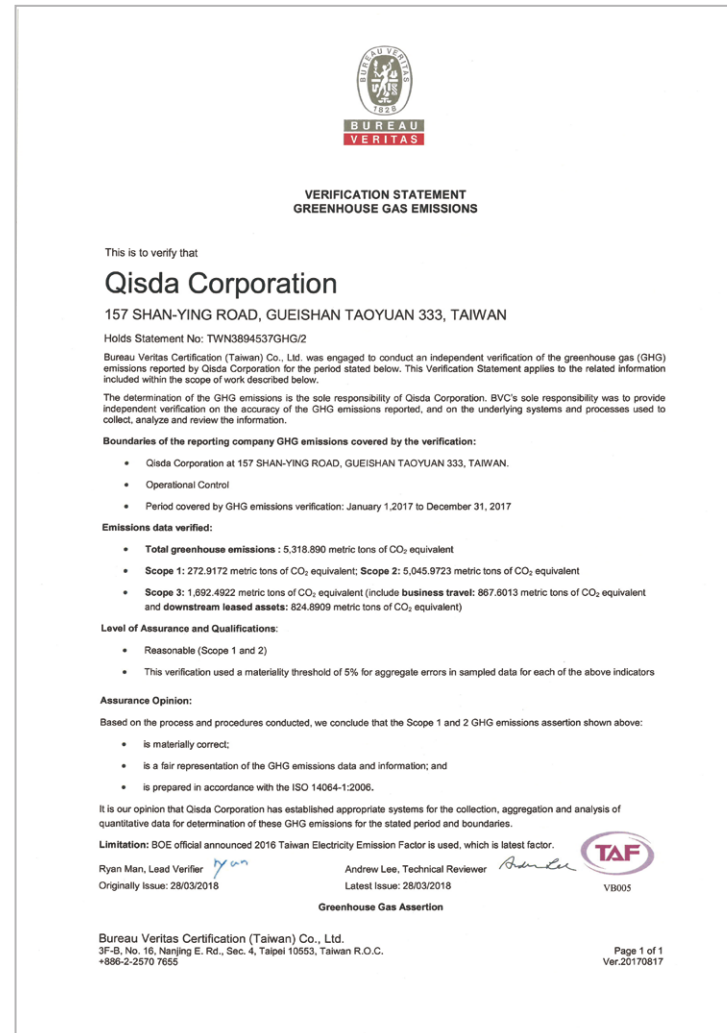 BUREAU VERITAS
1828
BUREAU
VERITAS
VERIFICATION STATEMENT
GREENHOUSE GAS EMISSIONS
This is to verify that
Qisda Corporation
157 SHAN-YING ROAD, GUEISHAN TAOYUAN 333, TAIWAN
Holds Statement No: TWN3894537GHG/2
Bureau Veritas Certification (Taiwan) Co., Ltd. was engaged to conduct an independent verification of the greenhouse gas (GHG)
emissions reported by Qisda Corporation for the period stated below. This Verification Statement applies to the related information
included within the scope of work described below.
The determination of the GHG emissions is the sole responsibility of Qisda Corporation. BVC's sole responsibility was to provide
independent verification on the accuracy of the GHG emissions reported, and on the underlying systems and processes used to
collect, analyze and review the information.
Boundaries of the reporting company GHG emissions covered by the verification:
• Qisda Corporation at 157 SHAN-YING ROAD, GUEISHAN TAOYUAN 333, TAIWAN.
• Operational Control
• Period covered by GHG emissions verification: January 1,2017 to December 31, 2017
Emissions data verified:
• Total greenhouse emissions : 5,318.890 metric tons of CO₂ equivalent
• Scope 1: 272.9172 metric tons of CO₂ equivalent; Scope 2: 5,045.9723 metric tons of CO₂ equivalent
• Scope 3: 1,692.4922 metric tons of CO₂ equivalent (include business travel: 867.6013 metric tons of CO₂ equivalent
and downstream leased assets: 824.8909 metric tons of CO₂ equivalent)
Level of Assurance and Qualifications:
• Reasonable (Scope 1 and 2)
• This verification used a materiality threshold of 5% for aggregate errors in sampled data for each of the above indicators
Assurance Opinion:
Based on the process and procedures conducted, we conclude that the Scope 1 and 2 GHG emissions assertion shown above:
• is materially correct;
• is a fair representation of the GHG emissions data and information; and
• is prepared in accordance with the ISO 14064-1:2006.
It is our opinion that Qisda Corporation has established appropriate systems for the collection, aggregation and analysis of
quantitative data for determination of these GHG emissions for the stated period and boundaries.
Limitation: BOE official announced 2016 Taiwan Electricity Emission Factor is used, which is latest factor.
Ryan Man, Lead Verifier Ryan Andrew Lee, Technical Reviewer Andrew Lee TAF
Originally Issue: 28/03/2018 Latest Issue: 28/03/2018 VB005
Greenhouse Gas Assertion
Bureau Veritas Certification (Taiwan) Co., Ltd.
3F-B, No. 16, Nanjing E. Rd., Sec. 4, Taipei 10553, Taiwan R.O.C. Page 1 of 1
+886-2-2570 7655 Ver.20170817